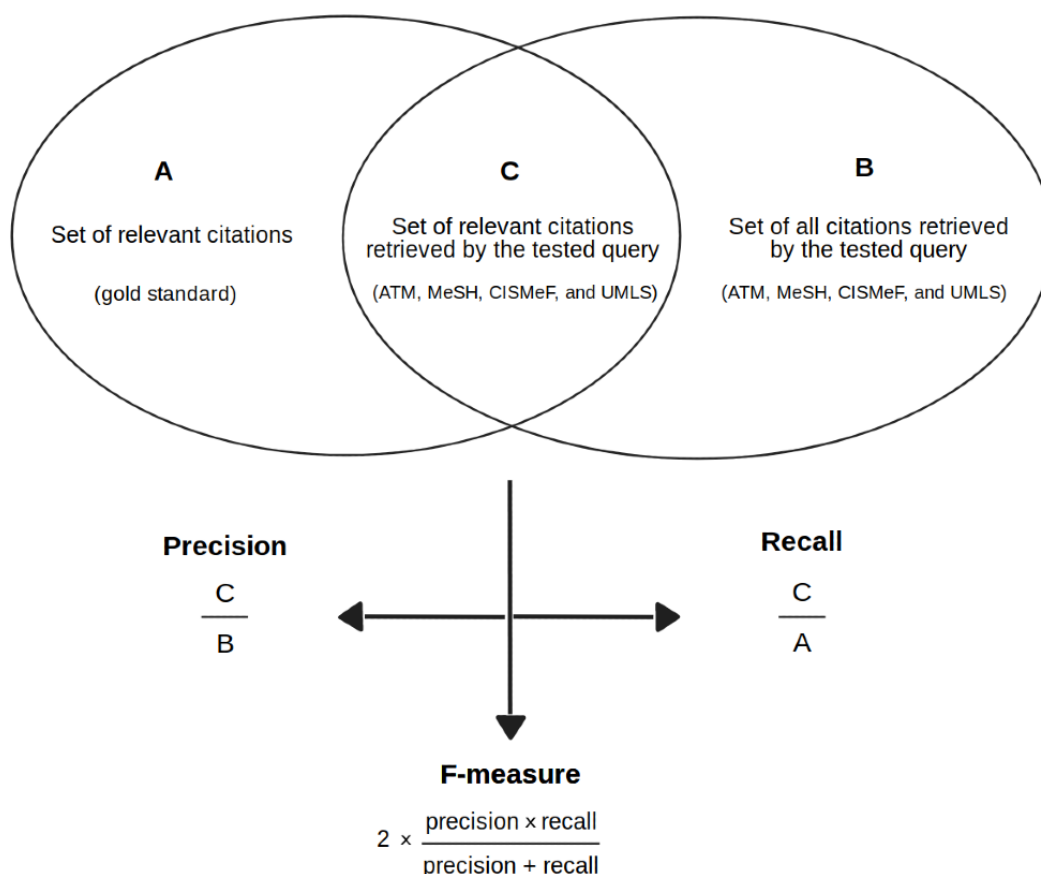 A
Set of relevant citations
(gold standard)
C
Set of relevant citations
retrieved by the tested query
(ATM, MeSH, CISMeF, and UMLS)
B
Set of all citations retrieved
by the tested query
(ATM, MeSH, CISMeF, and UMLS)
Precision
C
B
Recall
C
A
F-measure
2 × precision × recall
precision + recall